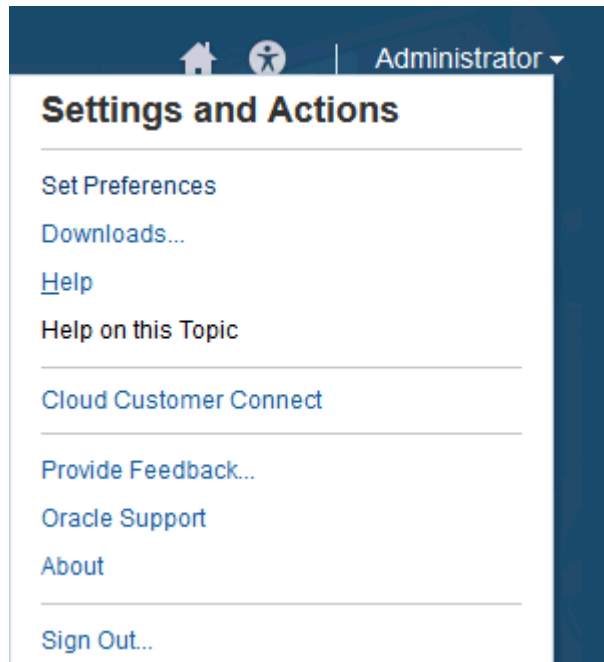 Administrator
Settings and Actions
Set Preferences
Downloads...
Help
Help on this Topic
Cloud Customer Connect
Provide Feedback...
Oracle Support
About
Sign Out...